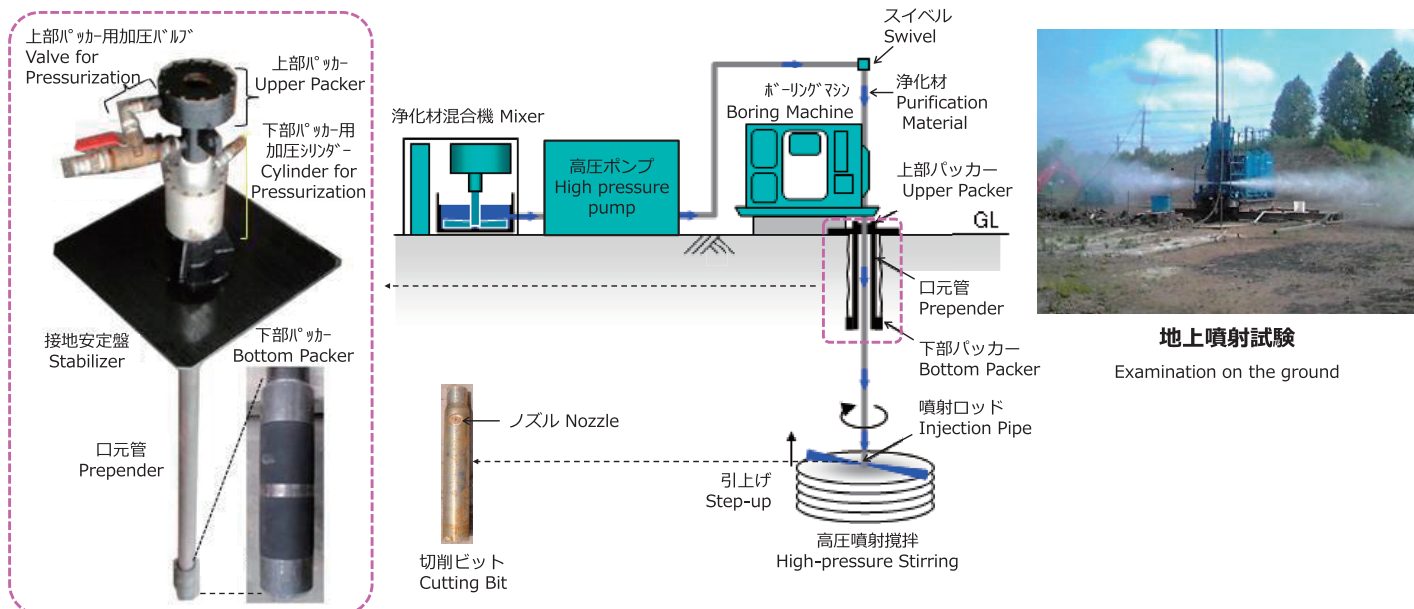 上部ﾊﾟｯｶｰ用加圧ﾊﾞﾙﾌﾞ
Valve for
Pressurization
上部ﾊﾟｯｶｰ
Upper Packer
下部ﾊﾟｯｶｰ用
加圧ｼﾘﾝﾀﾞｰ
Cylinder for
Pressurization
接地安定盤
Stabilizer
下部ﾊﾟｯｶｰ
Bottom Packer
口元管
Prepender
浄化材混合機 Mixer
高圧ポンプ
High pressure
pump
ﾎﾞｰﾘﾝｸﾞﾏｼﾝ
Boring Machine
スイベル
Swivel
浄化材
Purification
Material
上部パッカー
Upper Packer
GL
口元管
Prepender
下部パッカー
Bottom Packer
噴射ロッド
Injection Pipe
ノズル Nozzle
引上げ
Step-up
切削ビット
Cutting Bit
高圧噴射撹拌
High-pressure Stirring
地上噴射試験
Examination on the ground